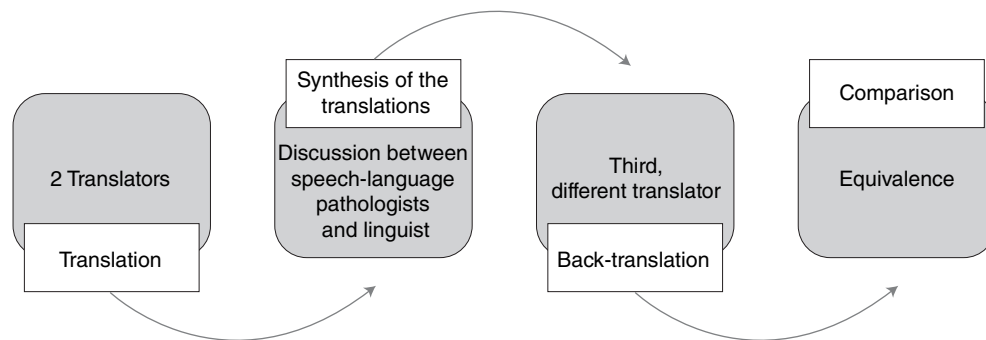 2 Translators
Translation
Synthesis of the
translations
Discussion between
speech-language
pathologists
and linguist
Third,
different translator
Back-translation
Comparison
Equivalence